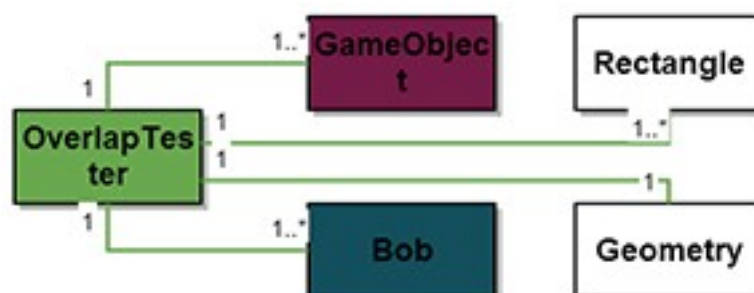 1..*
GameObjec
t
Rectangle
1
OverlapTes
ter
1
1..*
1
1
1
1..*
Bob
Geometry